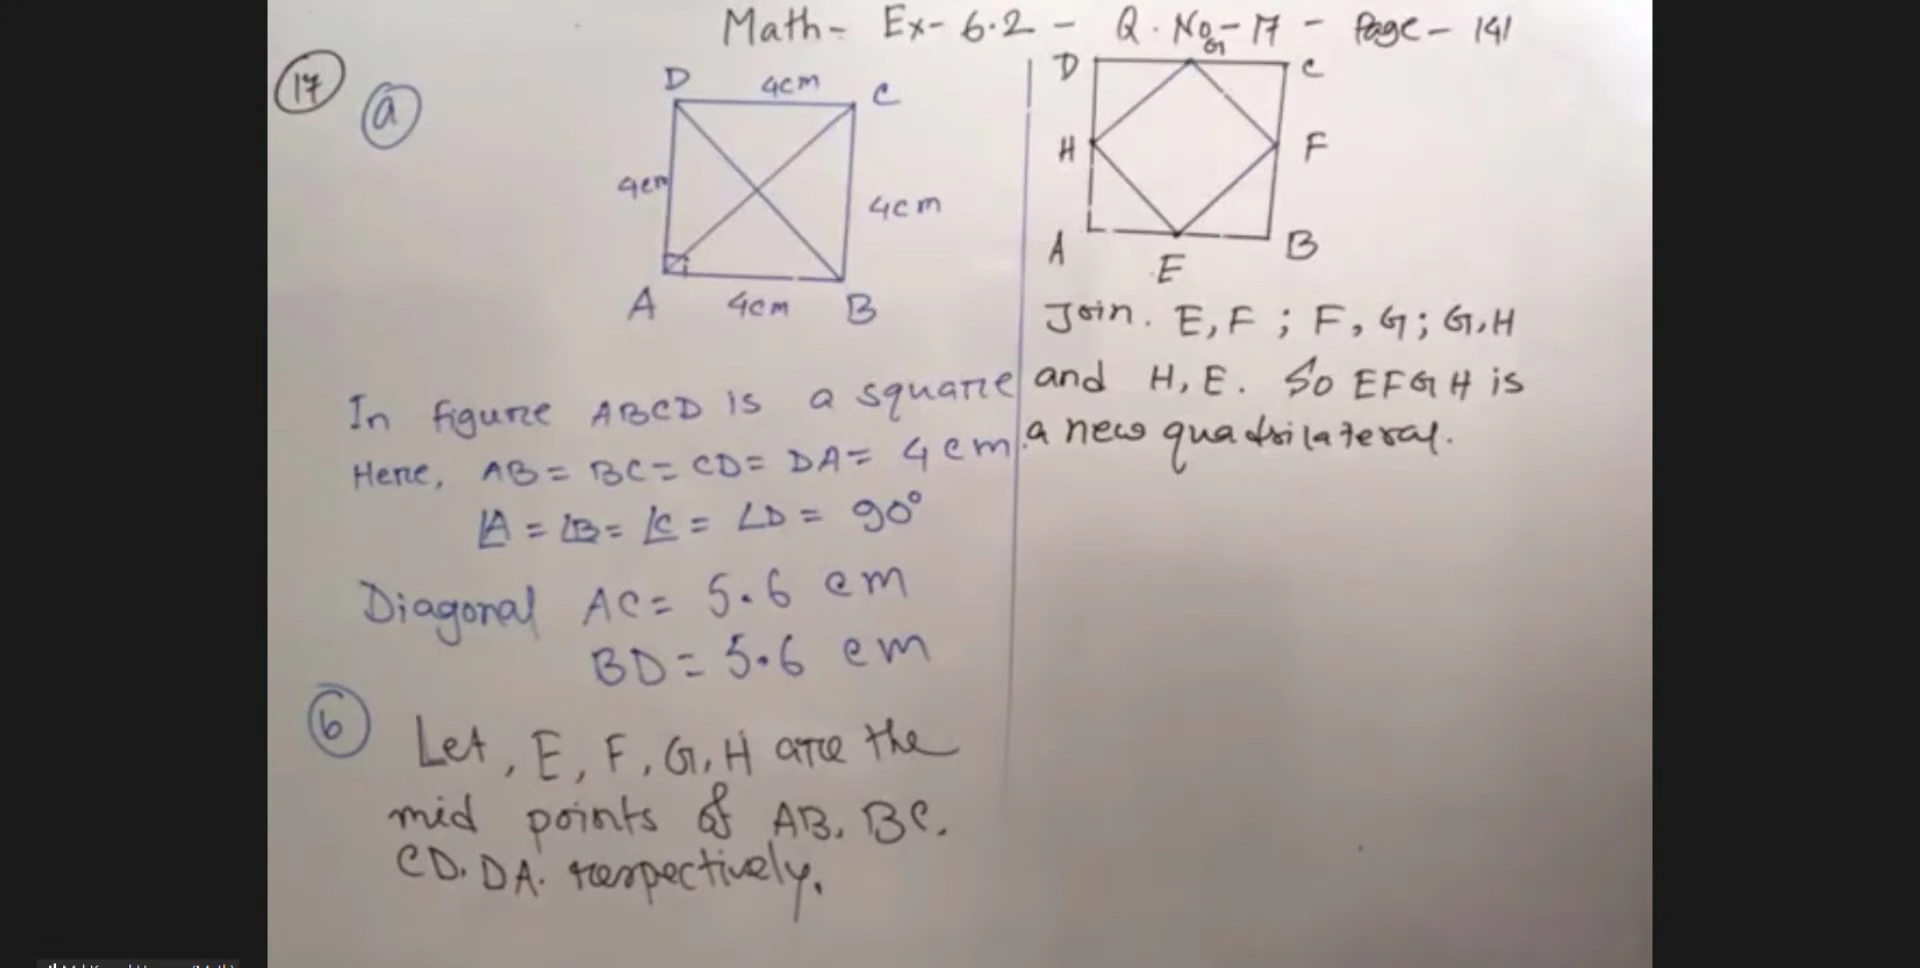 Math- Ex- 6.2 - Q. No-17 - Page- 141
17
a
D 4cm C
4cm
4cm
A 4cm B
In figure ABCD is a square
Here, AB= BC= CD= DA= 4cm.
∠A = ∠B= ∠C = ∠D = 90°
Diagonal AC= 5.6 cm
BD= 5.6 cm
b
Let, E, F, G, H are the
mid points of AB, BC,
CD, DA. respectively.
D G C
H F
A E B
Join. E, F ; F, G; G, H
and H, E. So EFGH is
a new quadrilateral.